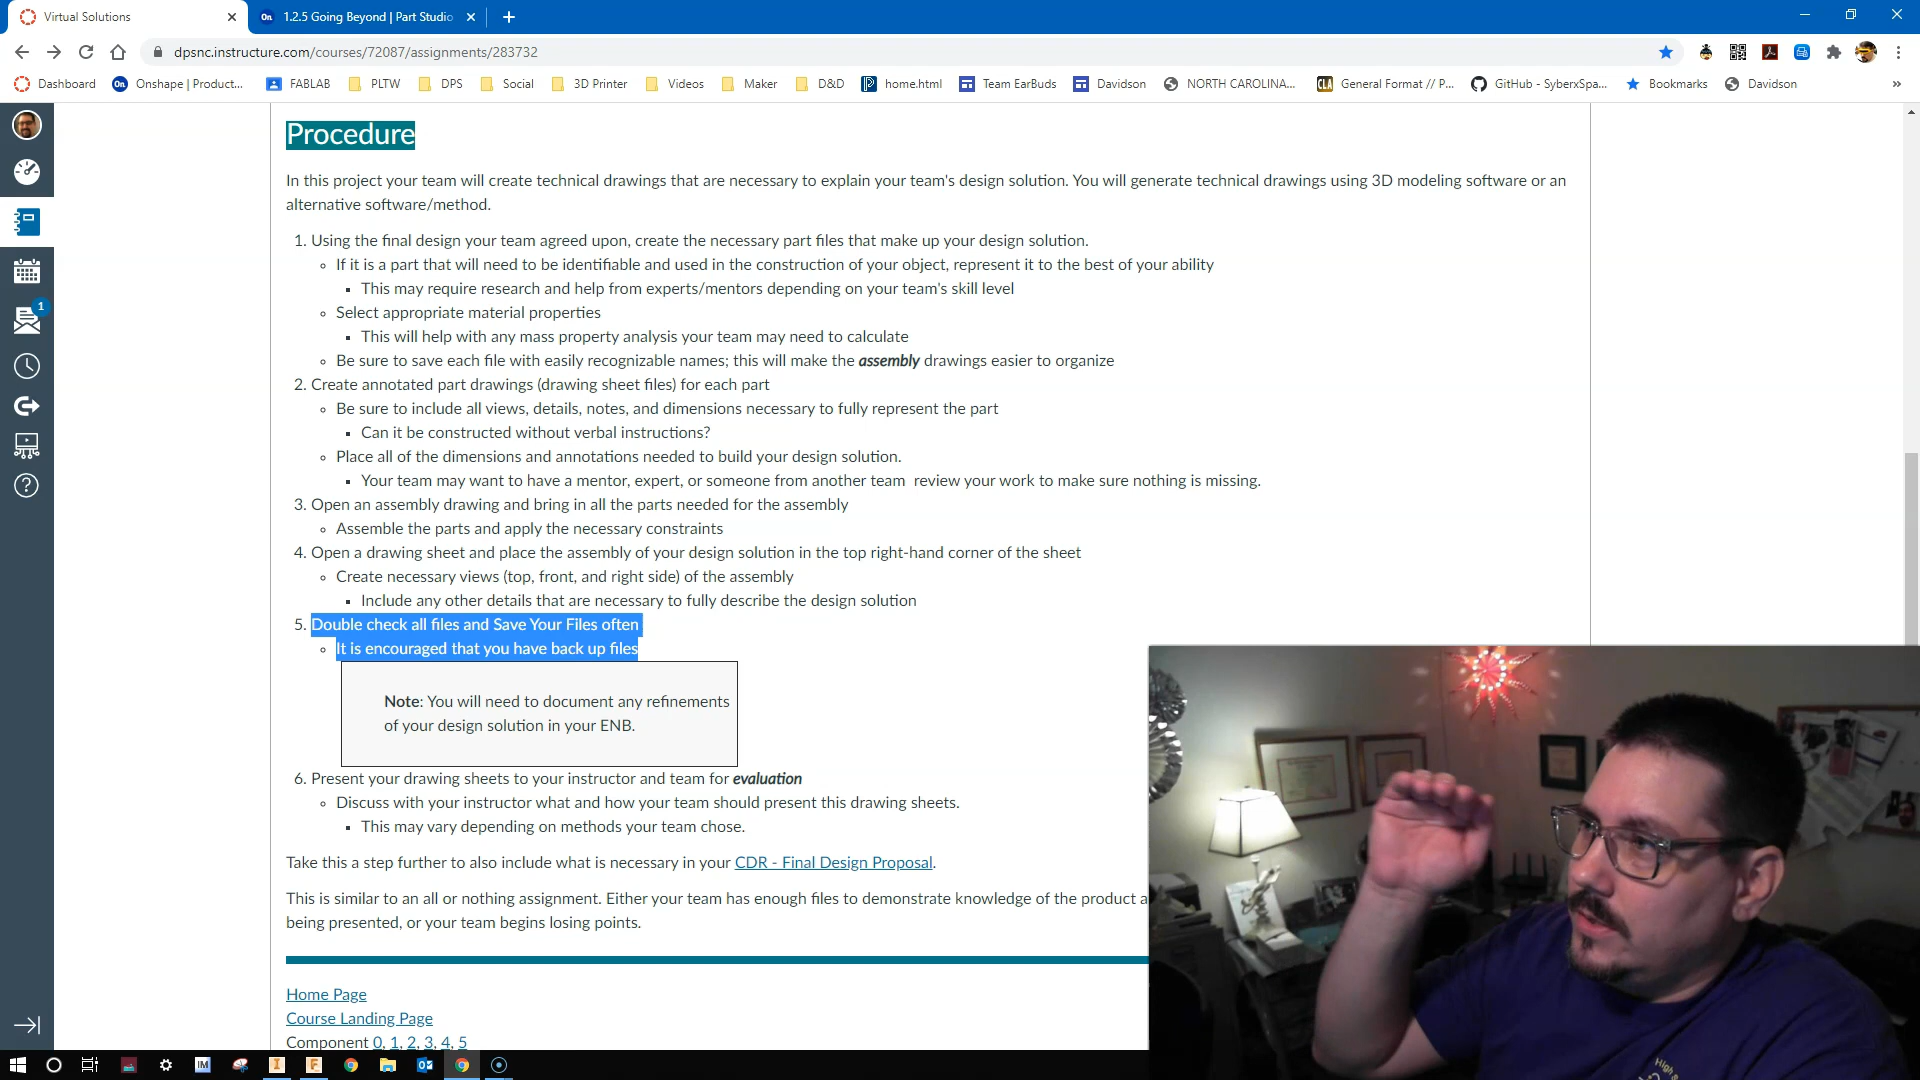 Virtual Solutions
1.2.5 Going Beyond | Part Studio
dpsnc.instructure.com/courses/72087/assignments/283732
Dashboard
Onshape | Product...
FABLAB
PLTW
DPS
Social
3D Printer
Videos
Maker
D&D
home.html
Team EarBuds
Davidson
NORTH CAROLINA...
General Format // P...
GitHub - SyberxSpa...
Bookmarks
Davidson
Procedure
In this project your team will create technical drawings that are necessary to explain your team's design solution. You will generate technical drawings using 3D modeling software or an
alternative software/method.
1. Using the final design your team agreed upon, create the necessary part files that make up your design solution.
If it is a part that will need to be identifiable and used in the construction of your object, represent it to the best of your ability
This may require research and help from experts/mentors depending on your team's skill level
Select appropriate material properties
This will help with any mass property analysis your team may need to calculate
Be sure to save each file with easily recognizable names; this will make the assembly drawings easier to organize
2. Create annotated part drawings (drawing sheet files) for each part
Be sure to include all views, details, notes, and dimensions necessary to fully represent the part
Can it be constructed without verbal instructions?
Place all of the dimensions and annotations needed to build your design solution.
Your team may want to have a mentor, expert, or someone from another team review your work to make sure nothing is missing.
3. Open an assembly drawing and bring in all the parts needed for the assembly
Assemble the parts and apply the necessary constraints
4. Open a drawing sheet and place the assembly of your design solution in the top right-hand corner of the sheet
Create necessary views (top, front, and right side) of the assembly
Include any other details that are necessary to fully describe the design solution
5. Double check all files and Save Your Files often
It is encouraged that you have back up files
Note: You will need to document any refinements
of your design solution in your ENB.
6. Present your drawing sheets to your instructor and team for evaluation
Discuss with your instructor what and how your team should present this drawing sheets.
This may vary depending on methods your team chose.
Take this a step further to also include what is necessary in your CDR - Final Design Proposal.
This is similar to an all or nothing assignment. Either your team has enough files to demonstrate knowledge of the product a
being presented, or your team begins losing points.
Home Page
Course Landing Page
Component 0, 1, 2, 3, 4, 5
1
On
On
CLA
IM
High S